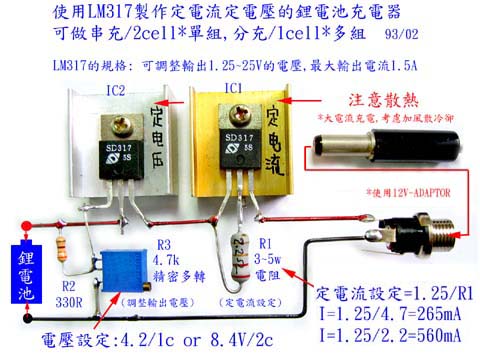 使用LM317製作定電流定電壓的鋰電池充電器
可做串充/2cell*單組,分充/1cell*多組 93/02
LM317的規格: 可調整輸出1.25~25V的電壓,最大輸出電流1.5A
IC2
IC1
注意散熱
*大電流充電,考慮加風散冷卻
SD317
SD317
定电压
定电流
*使用12V-ADAPTOR
鋰電池
R2
330R
R3
4.7k
精密多轉
(調整輸出電壓)
R1
3~5w
電阻
(定電流設定)
定電流設定=1.25/R1
I=1.25/4.7=265mA
I=1.25/2.2=560mA
電壓設定:4.2/1c or 8.4V/2c